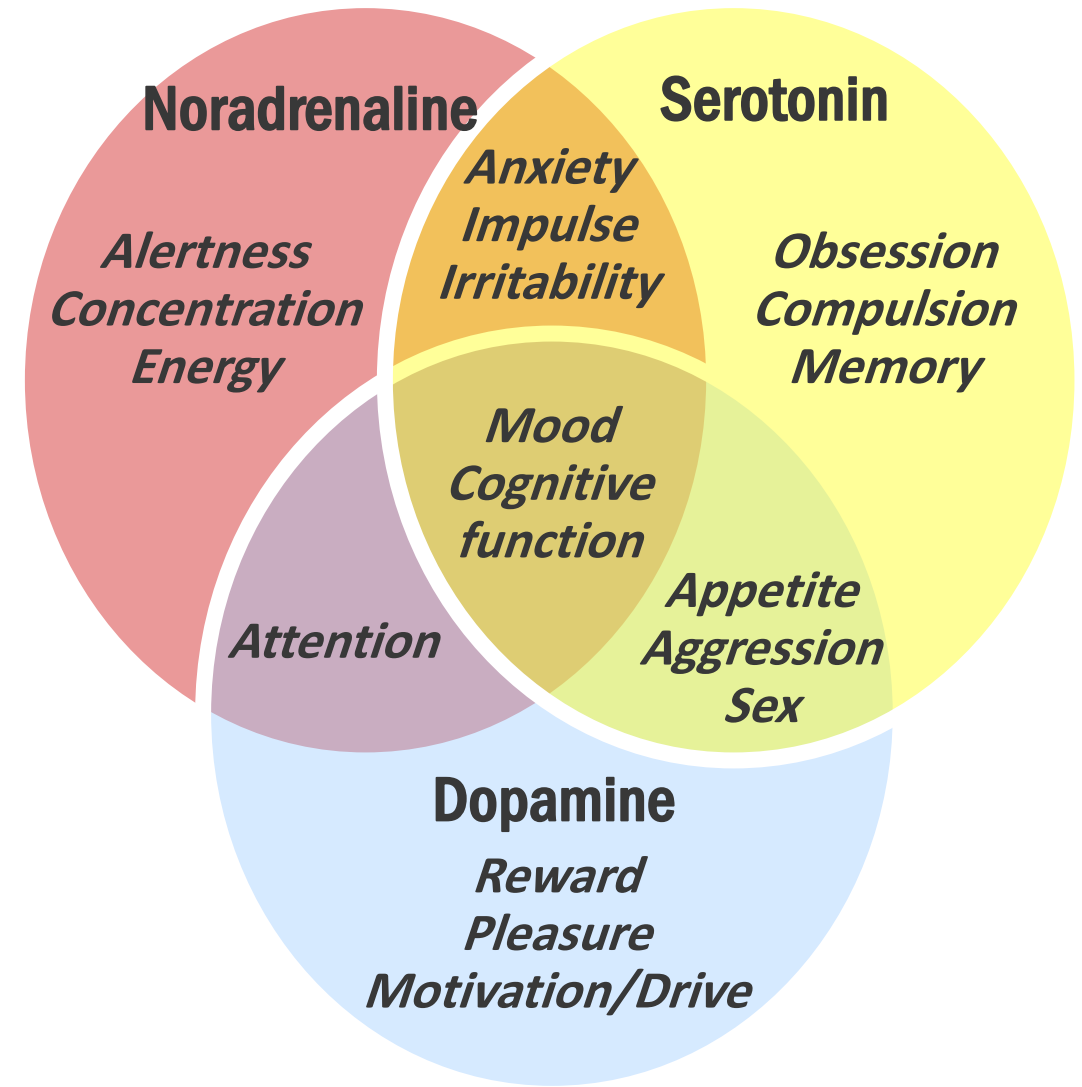 Noradrenaline
Serotonin
Anxiety
Impulse
Irritability
Alertness
Concentration
Energy
Obsession
Compulsion
Memory
Mood
Cognitive
function
Attention
Appetite
Aggression
Sex
Dopamine
Reward
Pleasure
Motivation/Drive